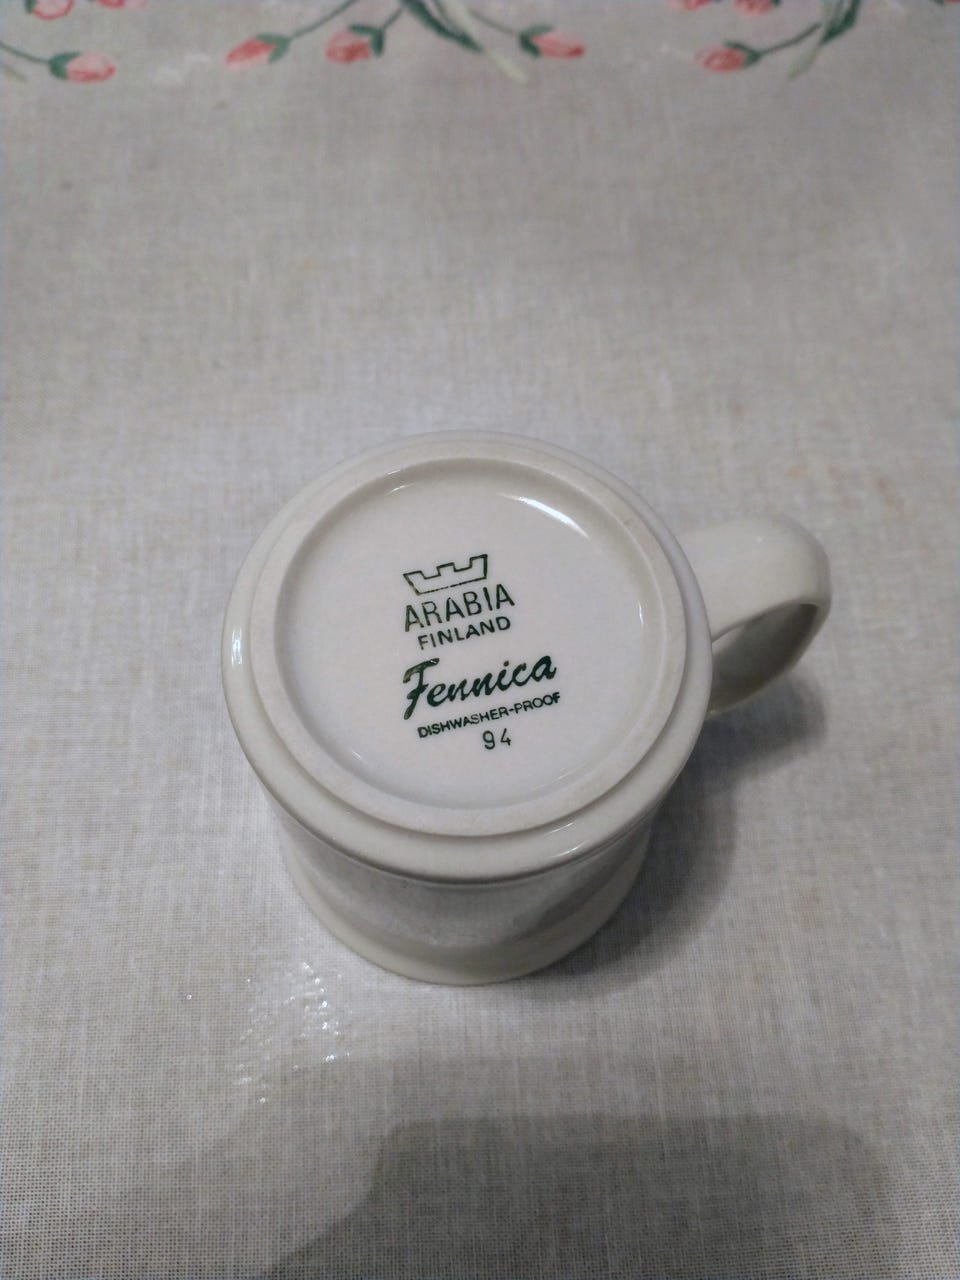 ARABIA
FINLAND
Fennica
DISHWASHER-PROOF
94